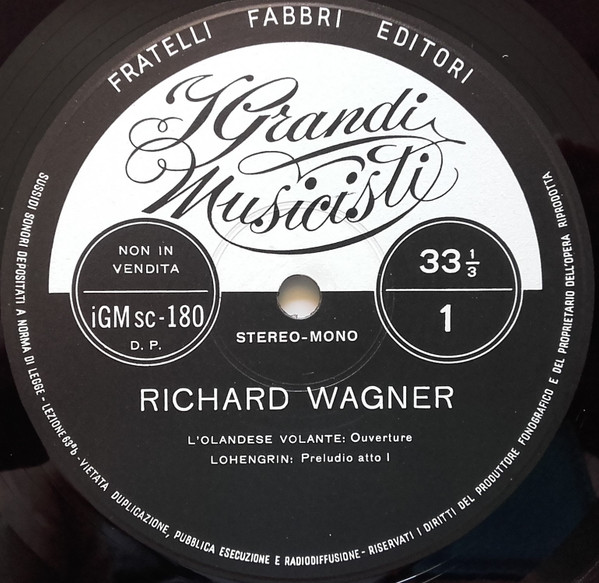 FRATELLI FABBRI EDITORI
I Grandi
Musicisti
NON IN
VENDITA
iGM sc-180
D. P.
33 1/3
1
STEREO-MONO
RICHARD WAGNER
L'OLANDESE VOLANTE: Ouverture
LOHENGRIN: Preludio atto I
SUSSIDI SONORI DEPOSITATI A NORMA DI LEGGE - LEZIONE 63ªb - VIETATA DUPLICAZIONE, PUBBLICA ESECUZIONE E RADIODIFFUSIONE - RISERVATI I DIRITTI DEL PRODUTTORE FONOGRAFICO E DEL PROPRIETARIO DELL'OPERA RIPRODOTTA